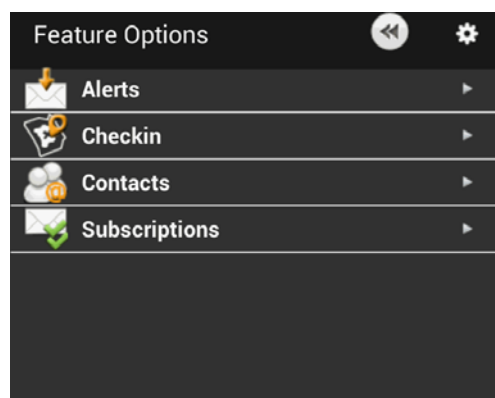 Feature Options
Alerts
Checkin
Contacts
Subscriptions